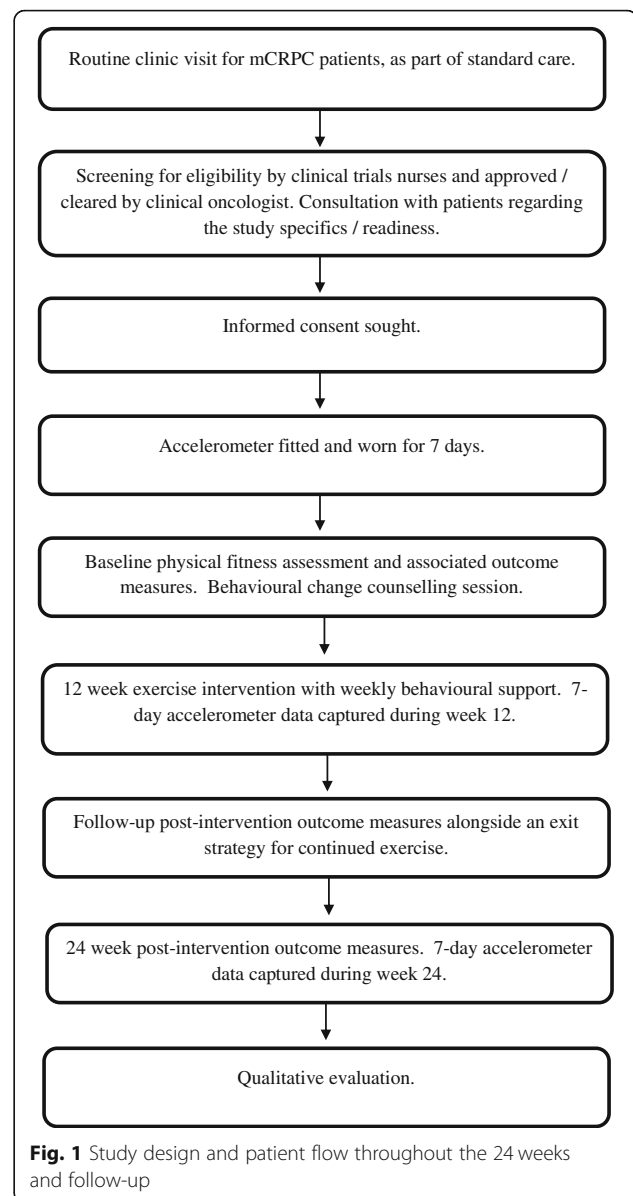 Routine clinic visit for mCRPC patients, as part of standard care.
Screening for eligibility by clinical trials nurses and approved /
cleared by clinical oncologist. Consultation with patients regarding
the study specifics / readiness.
Informed consent sought.
Accelerometer fitted and worn for 7 days.
Baseline physical fitness assessment and associated outcome
measures.  Behavioural change counselling session.
12 week exercise intervention with weekly behavioural support.  7-
day accelerometer data captured during week 12.
Follow-up post-intervention outcome measures alongside an exit
strategy for continued exercise.
24 week post-intervention outcome measures.  7-day accelerometer
data captured during week 24.
Qualitative evaluation.
Fig. 1 Study design and patient flow throughout the 24 weeks
and follow-up